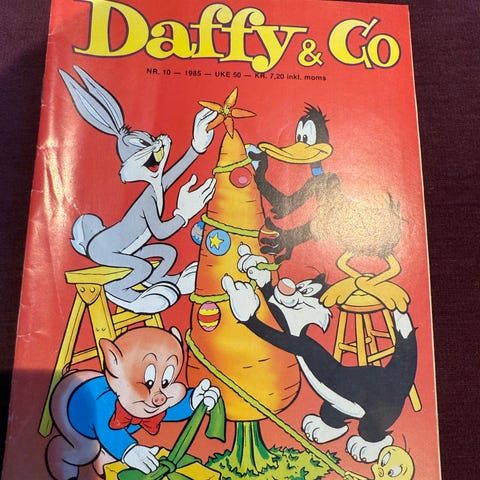 Daffy & Co
NR. 10 — 1985 — UKE 50 — KR. 7,20 inkl. moms